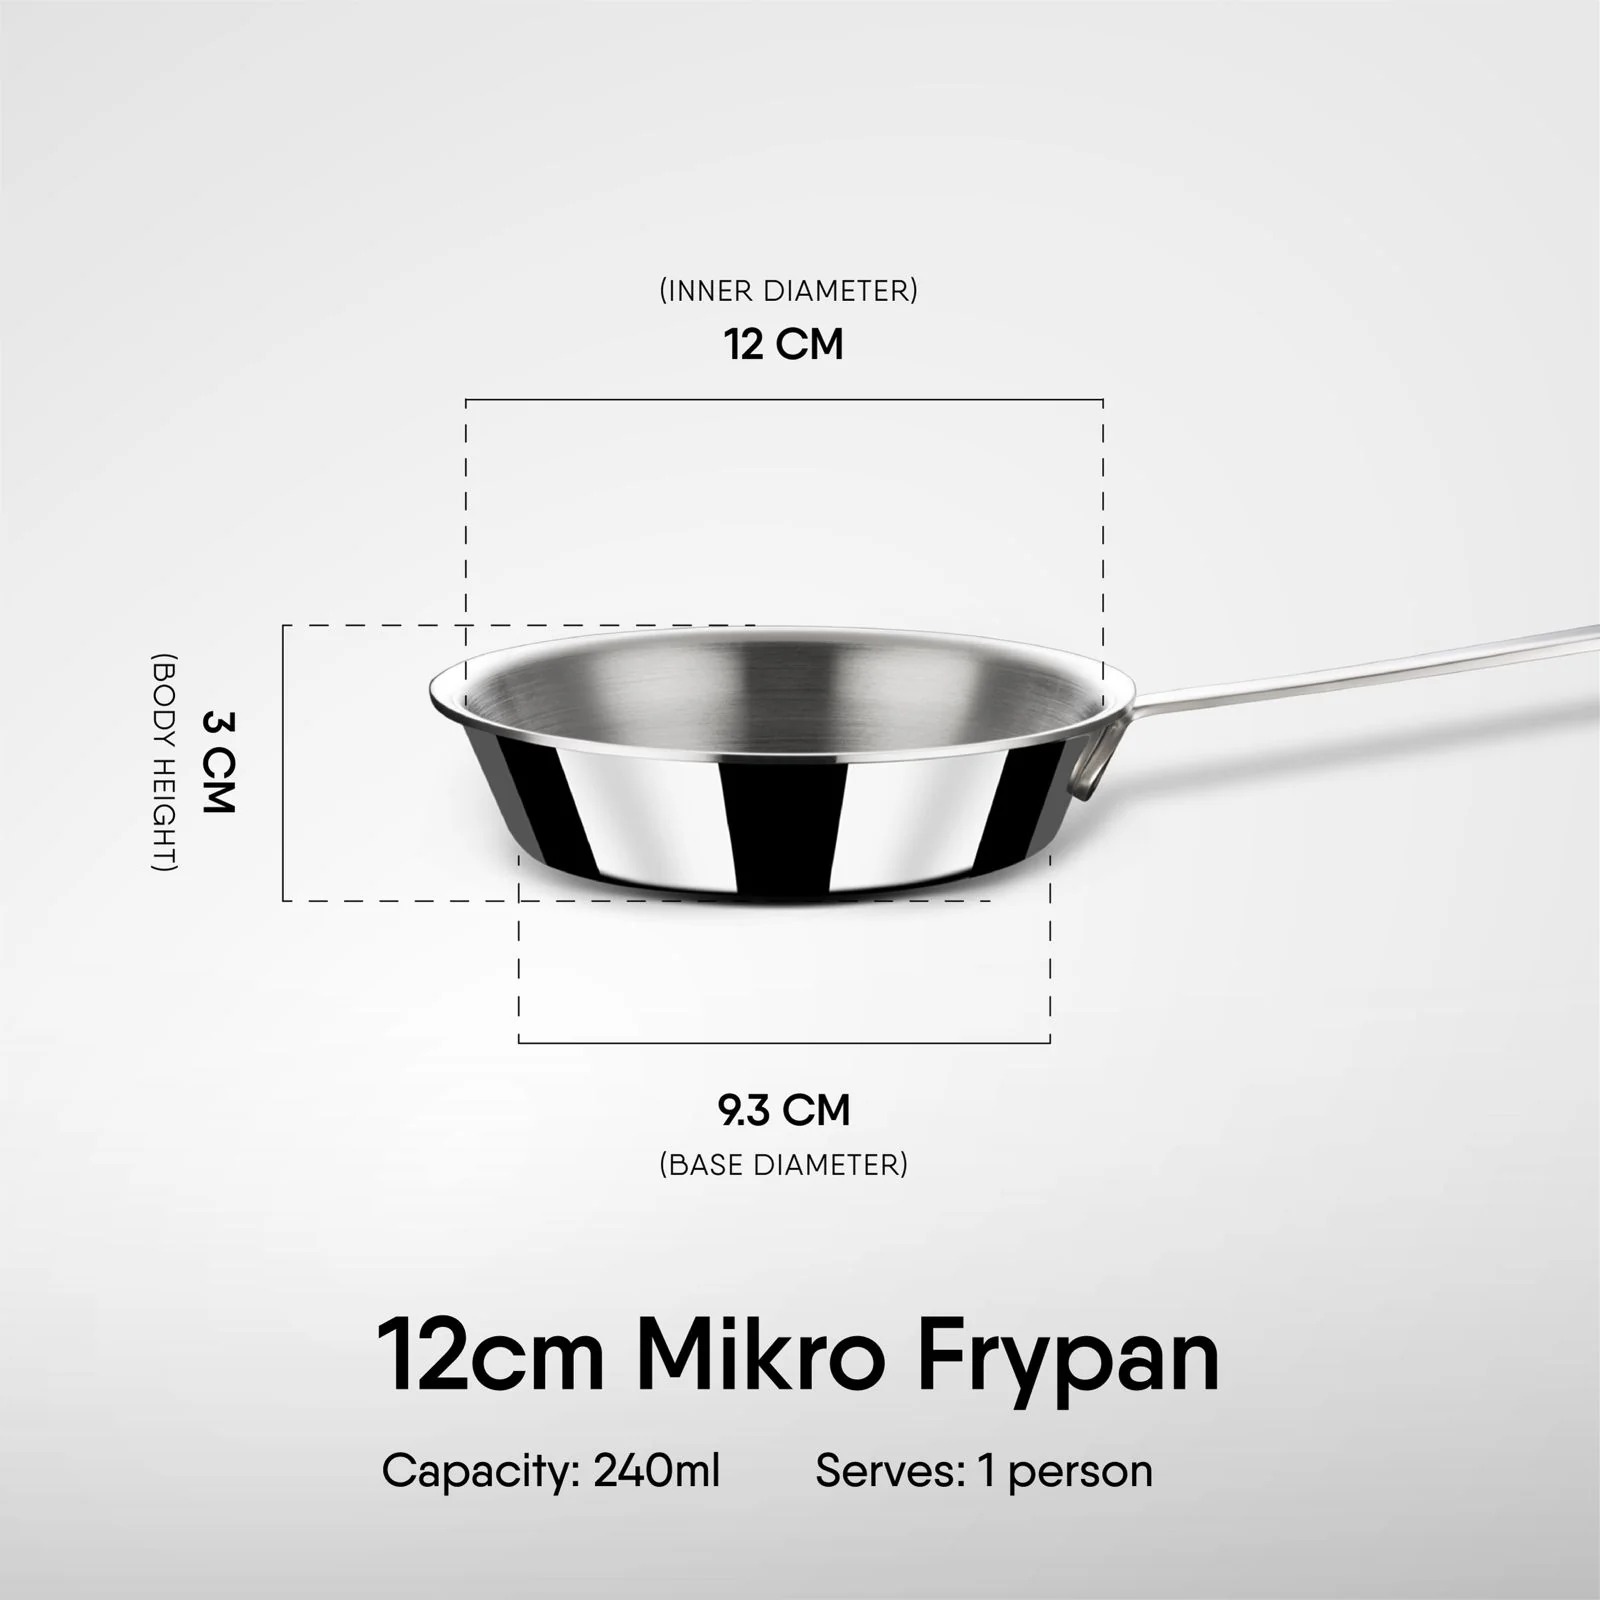 (INNER DIAMETER)
12 CM
(BODY HEIGHT)
3 CM
9.3 CM
(BASE DIAMETER)
12cm Mikro Frypan
Capacity: 240ml Serves: 1 person